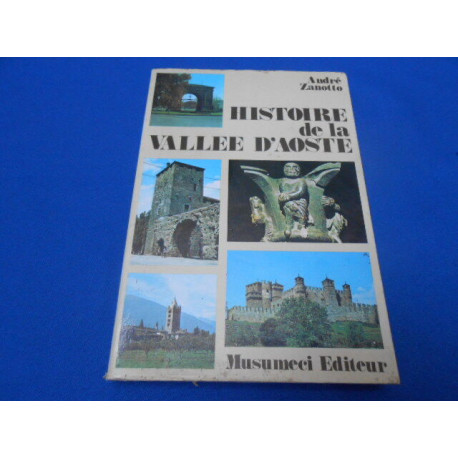 André
Zanotto
HISTOIRE
de la
VALLEE D'AOSTE
Musumeci Editeur